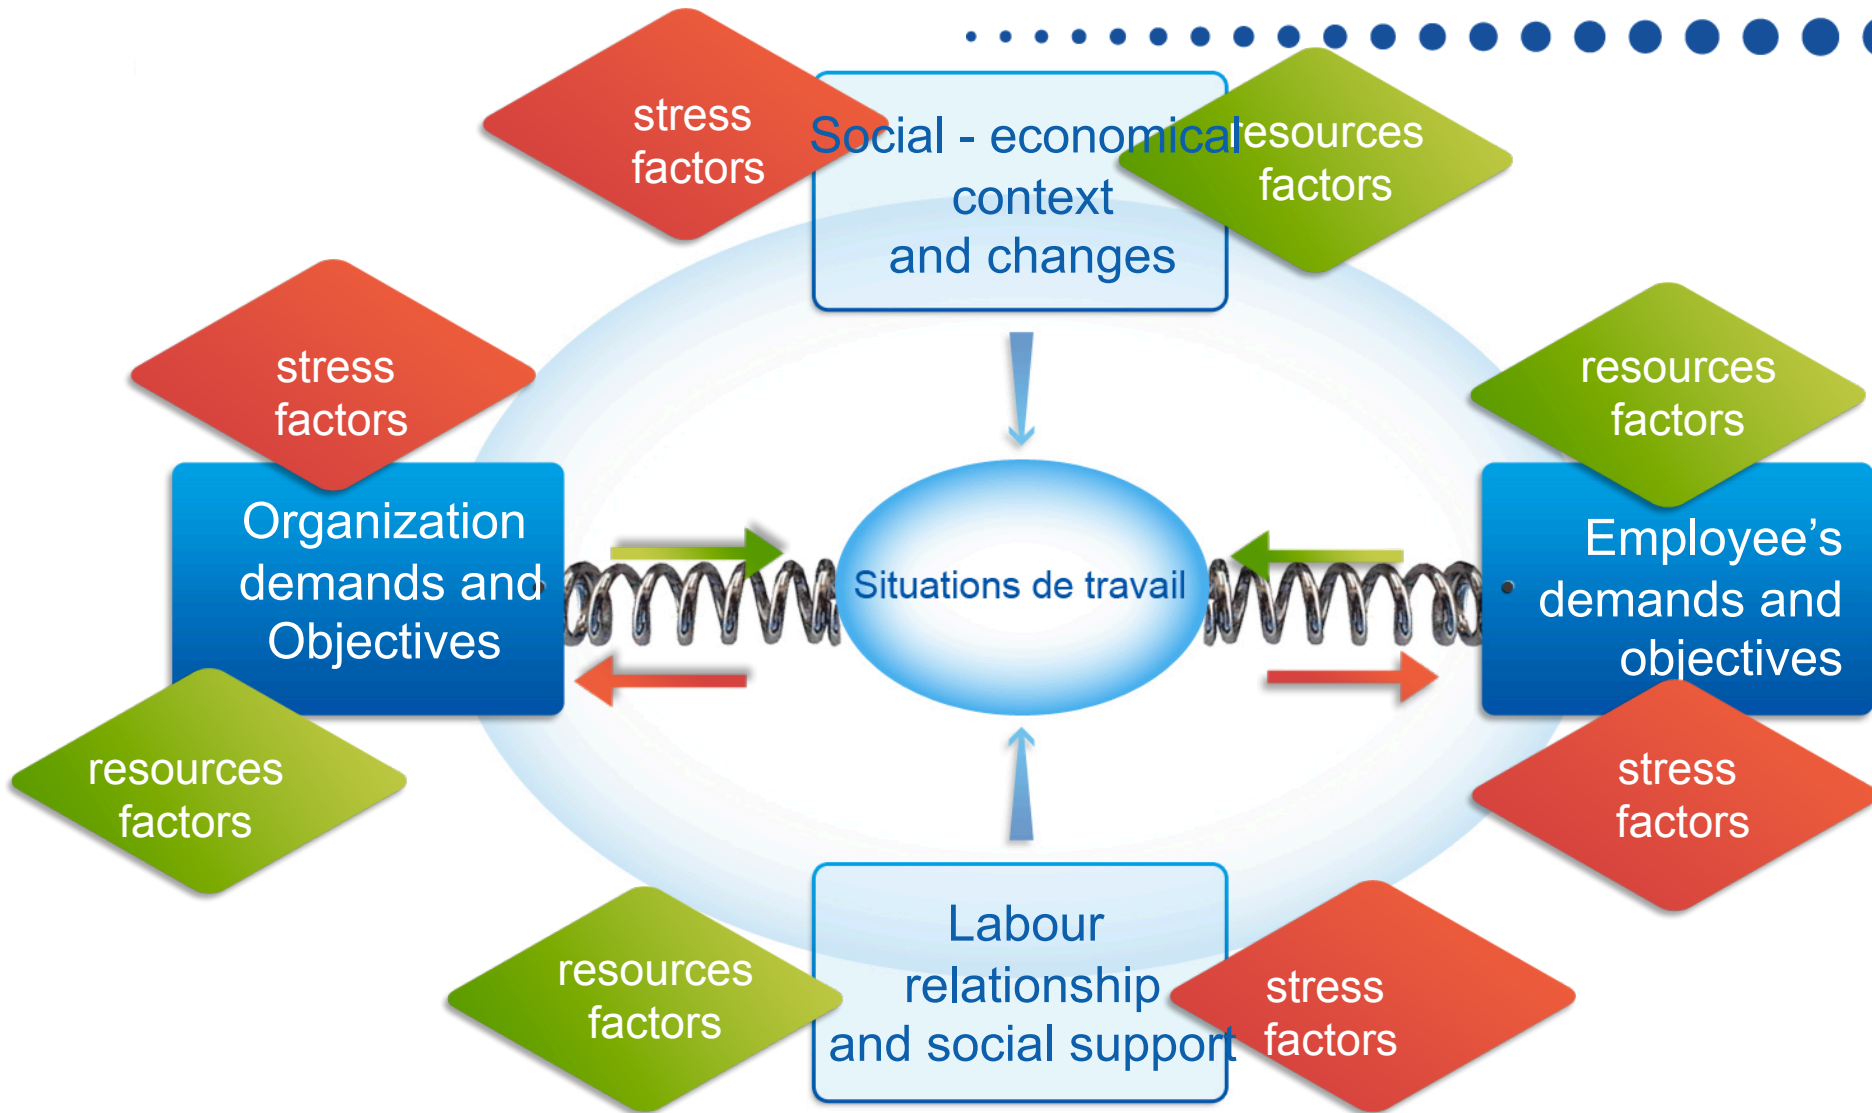 stress
factors
Social - economical
context
and changes
resources
factors
stress
factors
resources
factors
Organization
demands and
Objectives
Situations de travail
Employee’s
demands and
objectives
resources
factors
stress
factors
resources
factors
Labour
relationship
and social support
stress
factors